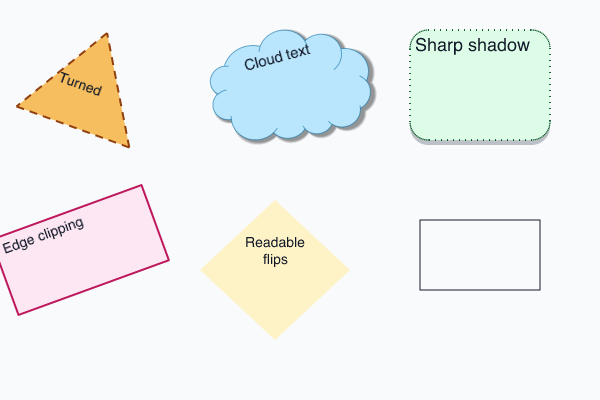 Turned
Cloud text
Sharp shadow
Edge clipping
Readable
flips